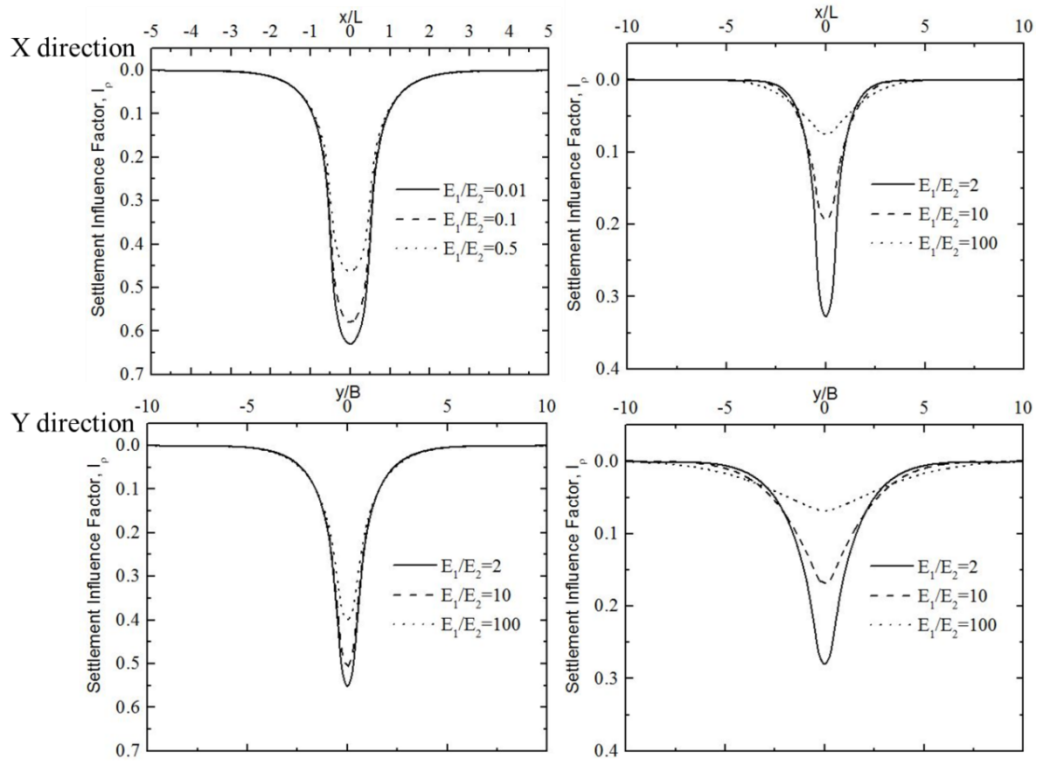 x/L
-5 -4 -3 -2 -1 0 1 2 3 4 5
X direction
Settlement Influence Factor, Iρ
0.0
0.1
0.2
0.3
0.4
0.5
0.6
0.7
E1/E2=0.01
E1/E2=0.1
E1/E2=0.5
x/L
-10 -5 0 5 10
Settlement Influence Factor, Iρ
0.0
0.1
0.2
0.3
0.4
E1/E2=2
E1/E2=10
E1/E2=100
y/B
-10 -5 0 5 10
Y direction
Settlement Influence Factor, Iρ
0.0
0.1
0.2
0.3
0.4
0.5
0.6
0.7
E1/E2=2
E1/E2=10
E1/E2=100
y/B
-10 -5 0 5 10
Settlement Influence Factor, Iρ
0.0
0.1
0.2
0.3
0.4
E1/E2=2
E1/E2=10
E1/E2=100